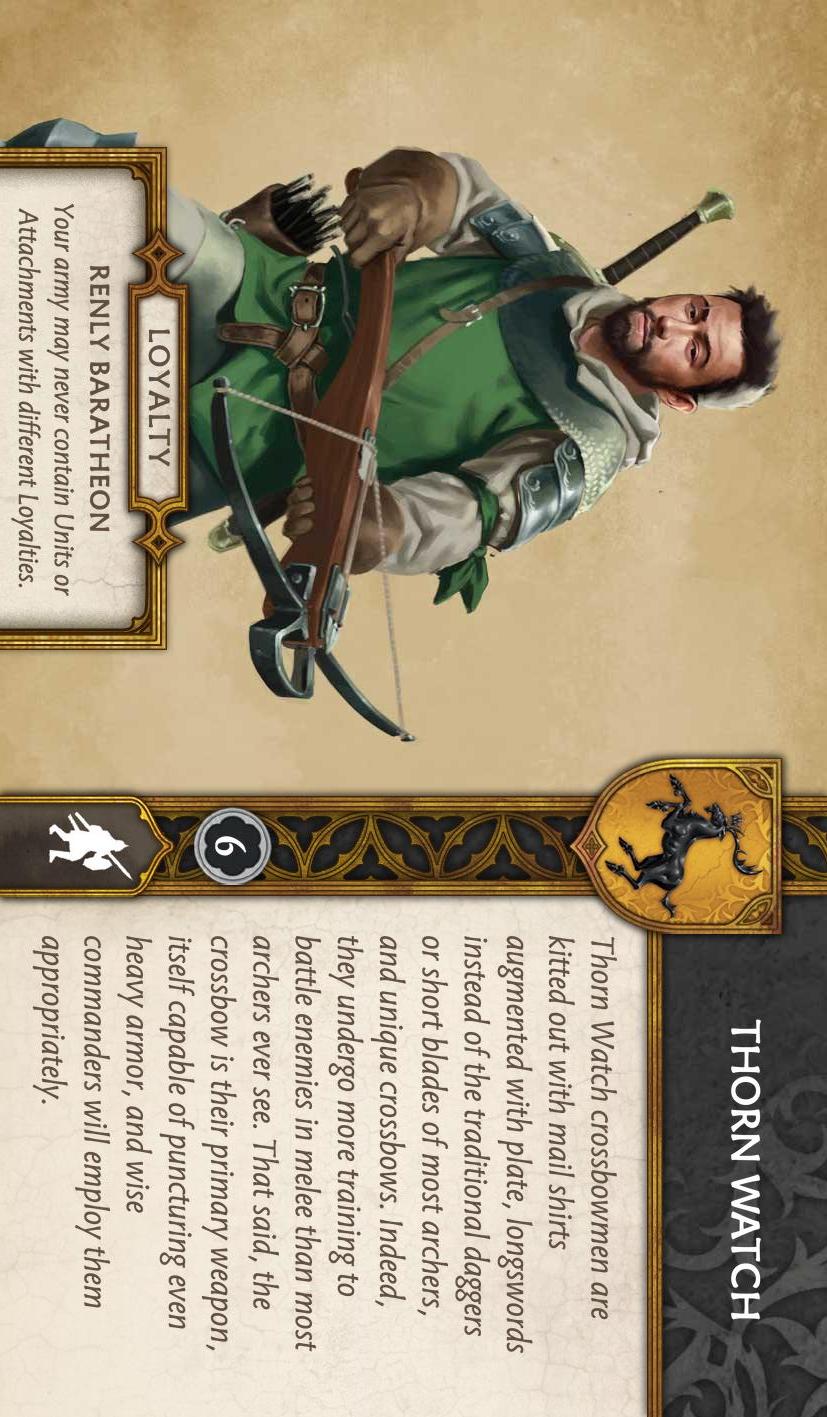 LOYALTY
RENLY BARATHEON
Your army may never contain Units or
Attachments with different Loyalties.
6
THORN WATCH
Thorn Watch crossbowmen are
kitted out with mail shirts
augmented with plate, longswords
instead of the traditional daggers
or short blades of most archers,
and unique crossbows. Indeed,
they undergo more training to
battle enemies in melee than most
archers ever see. That said, the
crossbow is their primary weapon,
itself capable of puncturing even
heavy armor, and wise
commanders will employ them
appropriately.